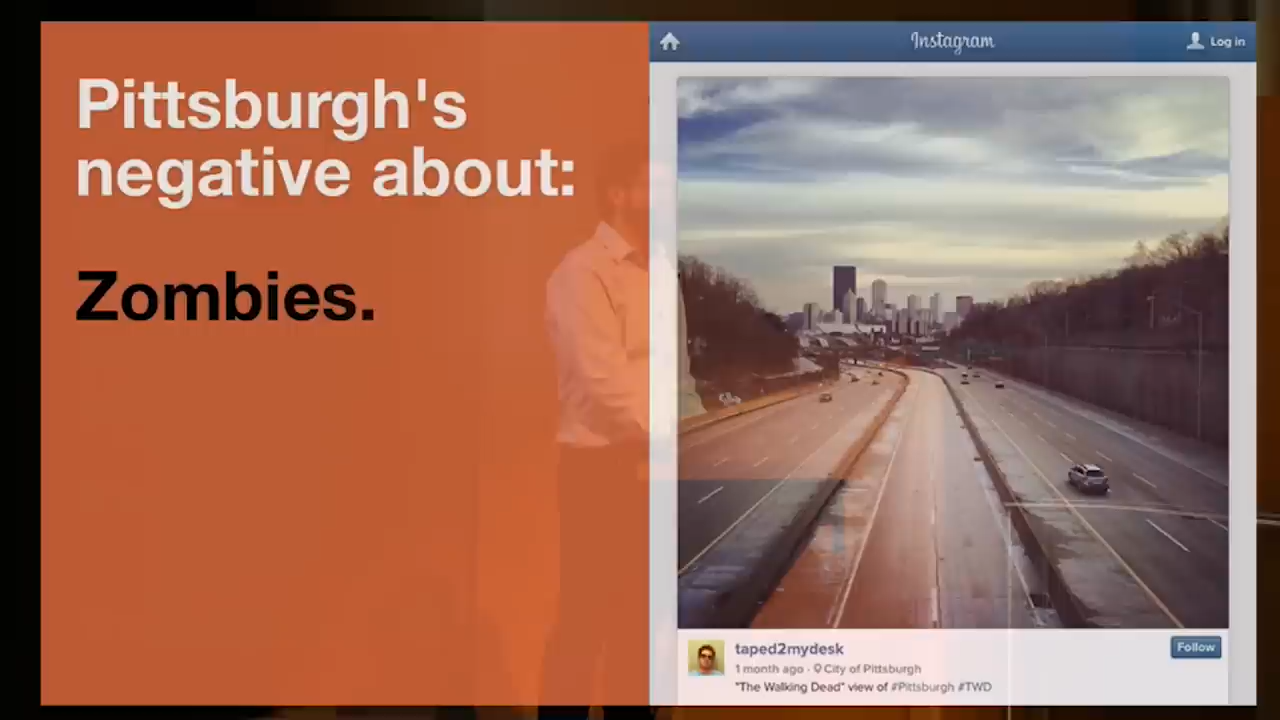 Pittsburgh's
negative about:
Zombies.
Instagram
Log in
taped2mydesk
Follow
1 month ago · City of Pittsburgh
"The Walking Dead" view of #Pittsburgh #TWD